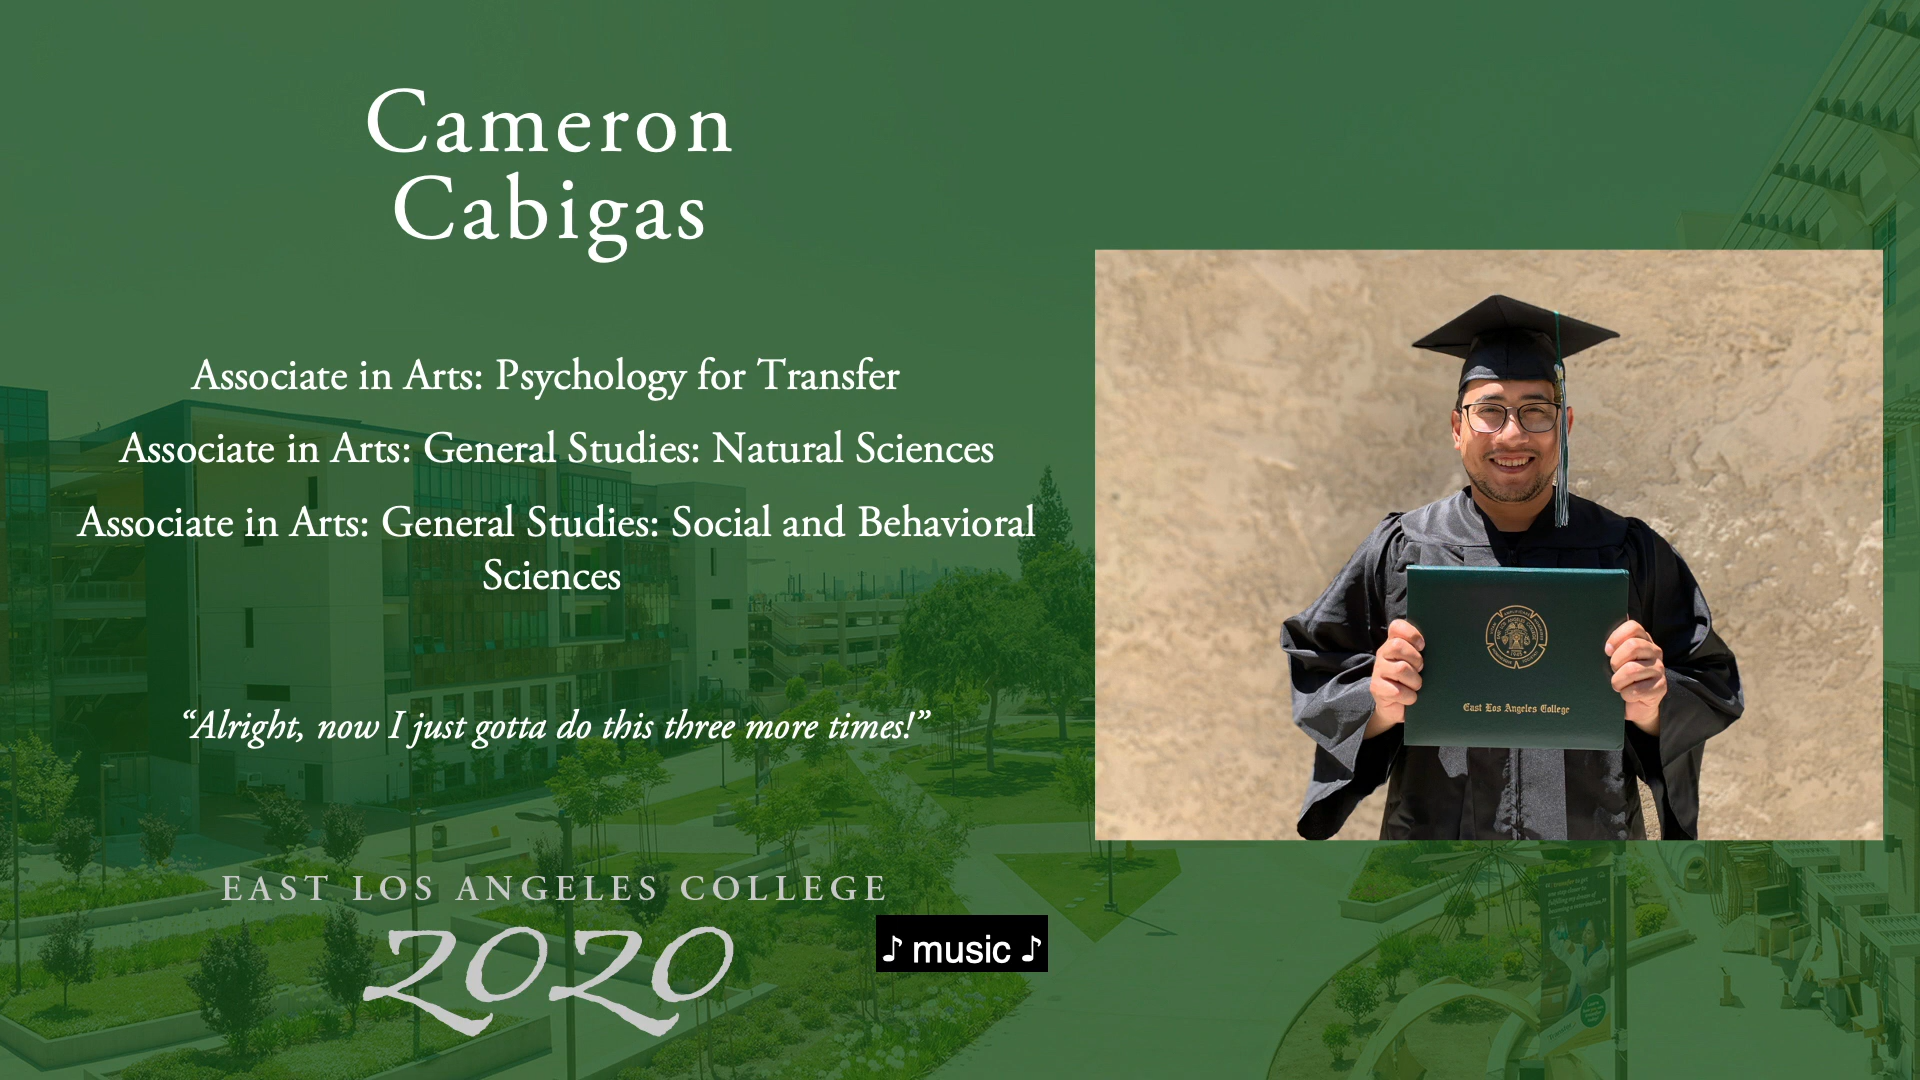 Cameron
Cabigas
Associate in Arts: Psychology for Transfer
Associate in Arts: General Studies: Natural Sciences
Associate in Arts: General Studies: Social and Behavioral
Sciences
“Alright, now I just gotta do this three more times!”
EAST LOS ANGELES COLLEGE
2020
♪ music ♪
1945
East Los Angeles College